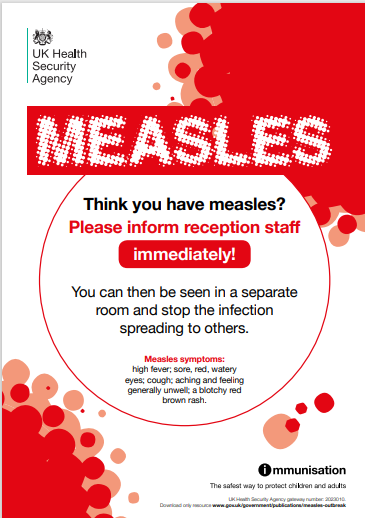 UK Health
Security
Agency
MEASLES
Think you have measles?
Please inform reception staff
immediately!
You can then be seen in a separate
room and stop the infection
spreading to others.
Measles symptoms:
high fever; sore, red, watery
eyes; cough; aching and feeling
generally unwell; a blotchy red
brown rash.
immunisation
The safest way to protect children and adults
UK Health Security Agency gateway number: 2023010.
Download only resource www.gov.uk/government/publications/measles-outbreak